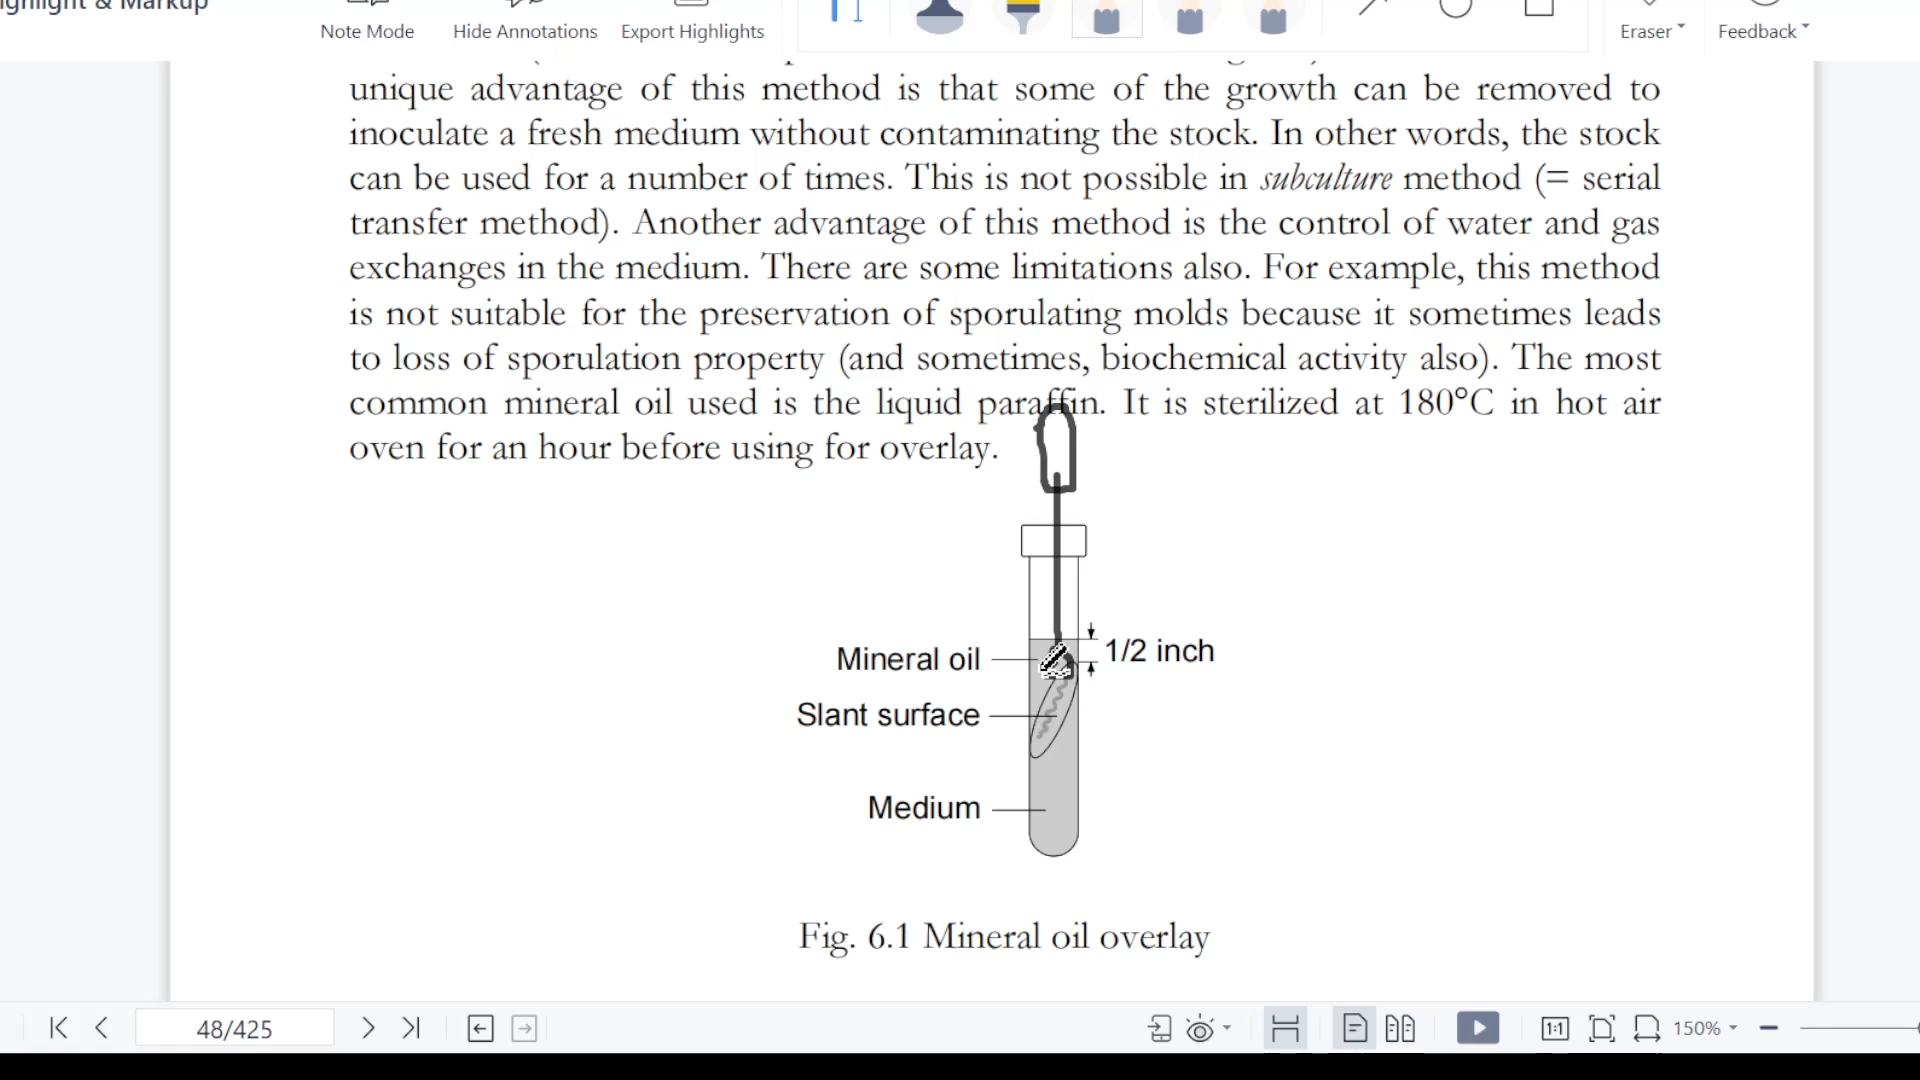 Note Mode
Hide Annotations
Export Highlights
Eraser
Feedback
unique advantage of this method is that some of the growth can be removed to
inoculate a fresh medium without contaminating the stock. In other words, the stock
can be used for a number of times. This is not possible in subculture method (= serial
transfer method). Another advantage of this method is the control of water and gas
exchanges in the medium. There are some limitations also. For example, this method
is not suitable for the preservation of sporulating molds because it sometimes leads
to loss of sporulation property (and sometimes, biochemical activity also). The most
common mineral oil used is the liquid paraffin. It is sterilized at 180°C in hot air
oven for an hour before using for overlay.
1/2 inch
Mineral oil
Slant surface
Medium
Fig. 6.1 Mineral oil overlay
48/425
1:1
150%